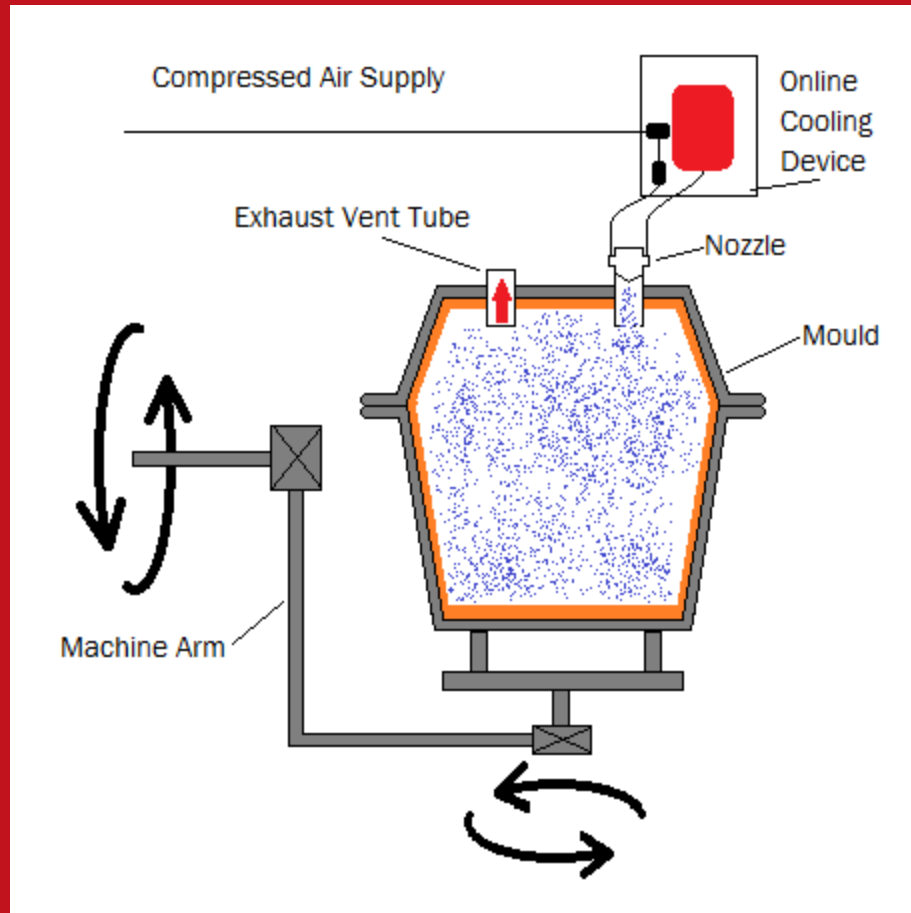 Compressed Air Supply
Online
Cooling
Device
Exhaust Vent Tube
Nozzle
Mould
Machine Arm